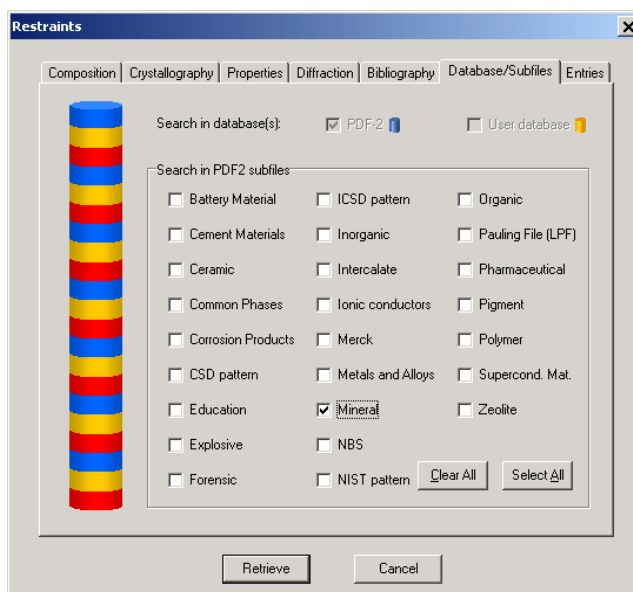 Restraints
Composition Crystallography Properties Diffraction Bibliography Database/Subfiles Entries
Search in database(s): PDF-2 User database
Search in PDF2 subfiles
Battery Material ICSD pattern Organic
Cement Materials Inorganic Pauling File (LPF)
Ceramic Intercalate Pharmaceutical
Common Phases Ionic conductors Pigment
Corrosion Products Merck Polymer
CSD pattern Metals and Alloys Supercond. Mat.
Education Mineral Zeolite
Explosive NBS
Forensic NIST pattern Clear All Select All
Retrieve Cancel